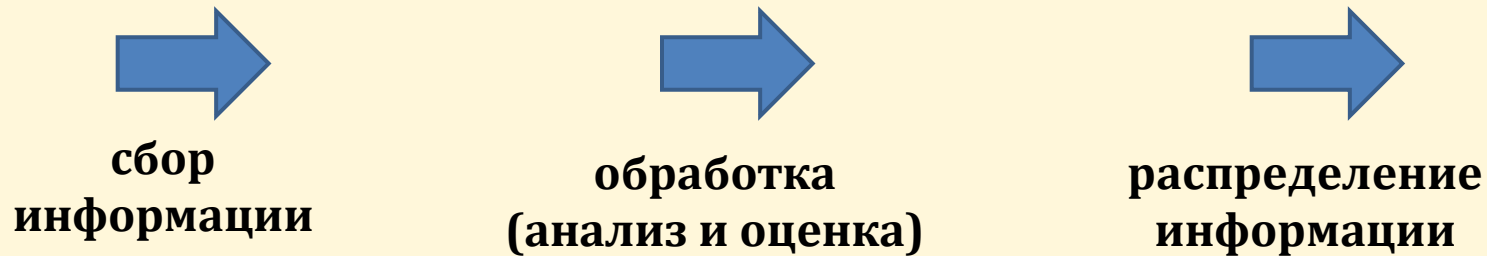 сбор
информации
обработка
(анализ и оценка)
распределение
информации